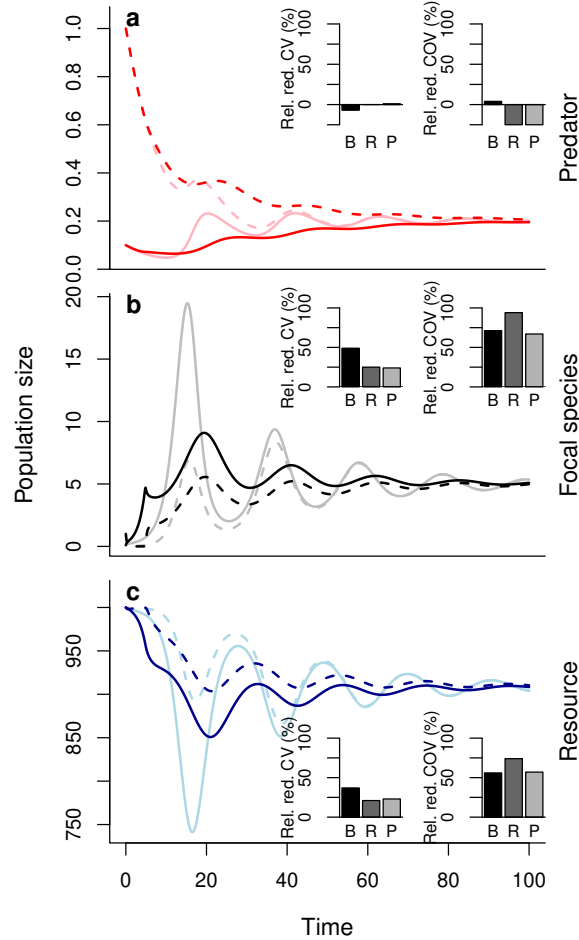 a
Rel. red. CV (%)
0 50 100
B R P
Rel. red. COV (%)
0 50 100
B R P
0.0 0.2 0.4 0.6 0.8 1.0
Predator
b
Rel. red. CV (%)
0 50 100
B R P
Rel. red. COV (%)
0 50 100
B R P
0 5 10 15 20
Population size
Focal species
c
Rel. red. CV (%)
0 50 100
B R P
Rel. red. COV (%)
0 50 100
B R P
750 850 950
Resource
0 20 40 60 80 100
Time